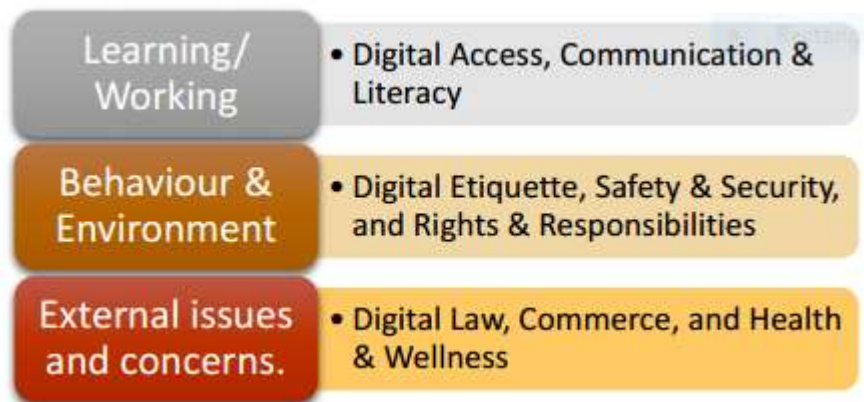 Learning/
Working
• Digital Access, Communication &
Literacy
Behaviour &
Environment
• Digital Etiquette, Safety & Security,
and Rights & Responsibilities
External issues
and concerns.
• Digital Law, Commerce, and Health
& Wellness